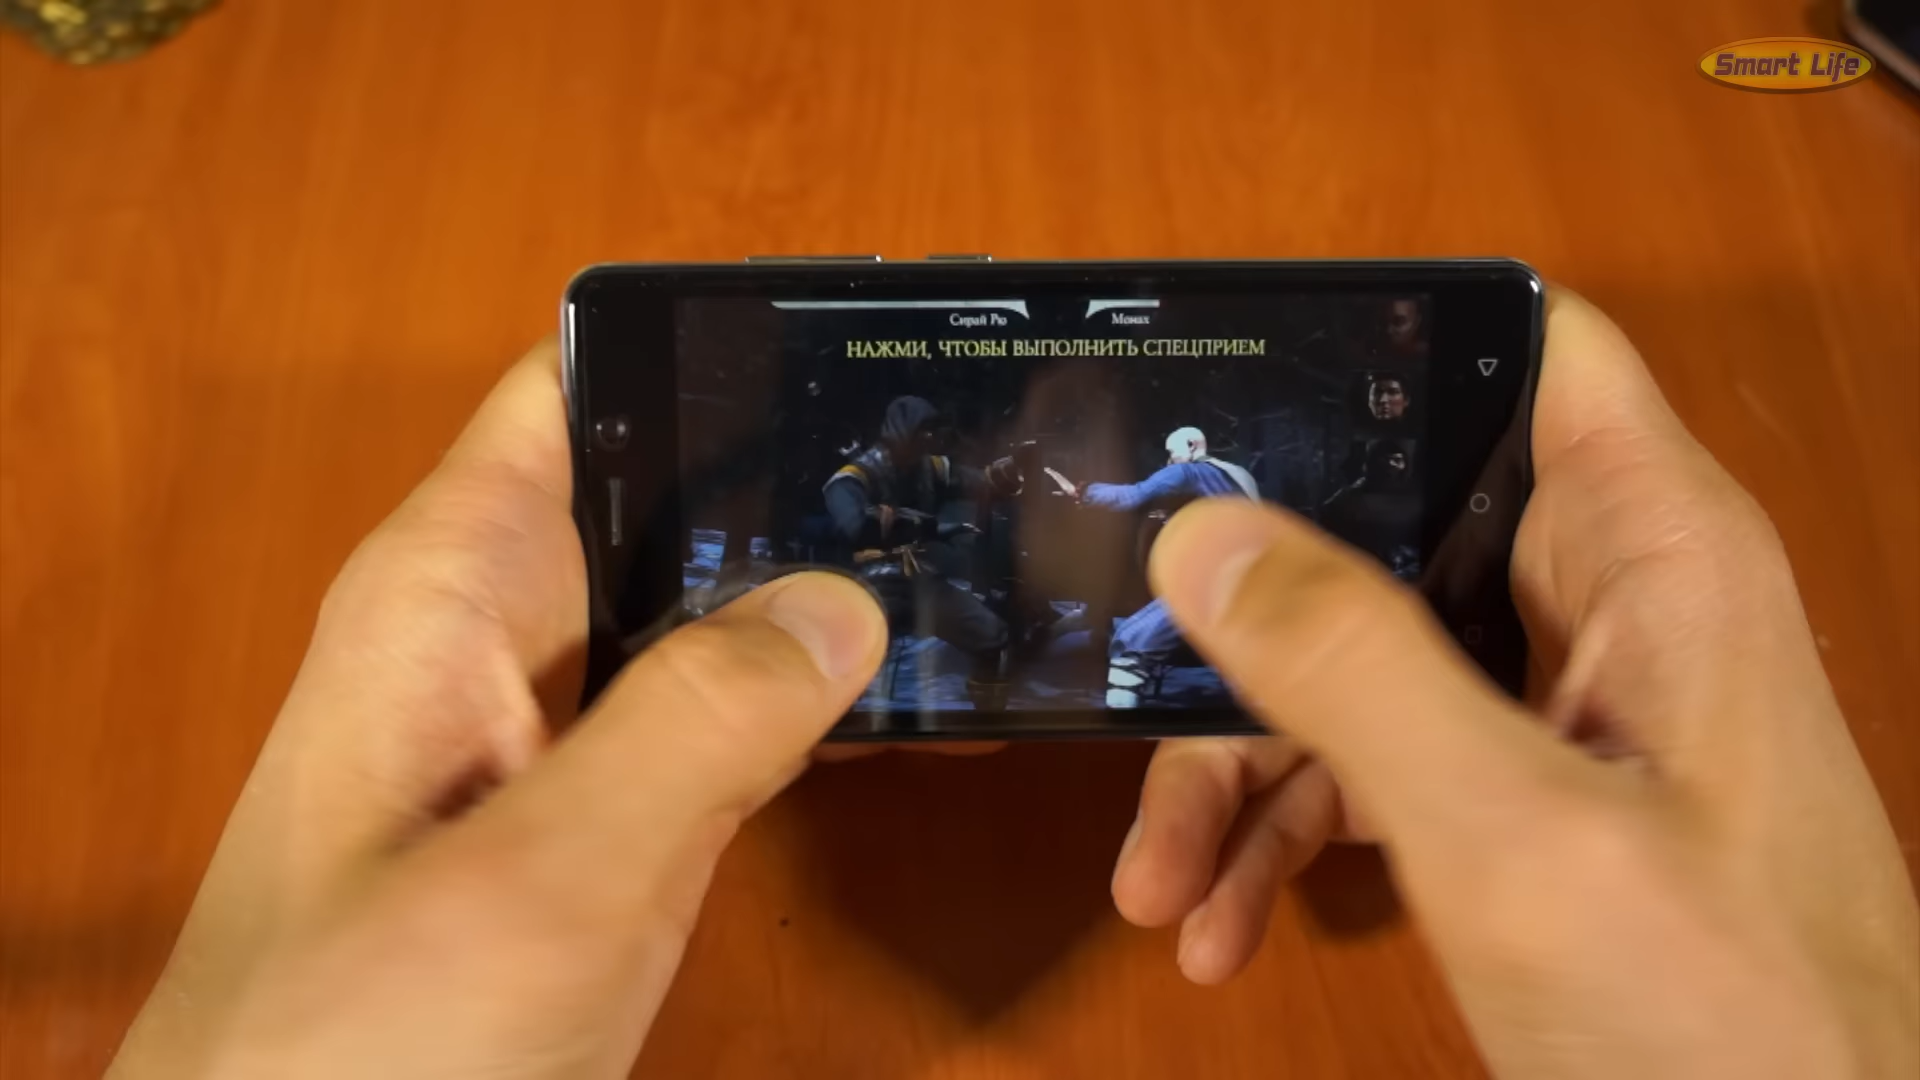 Smart Life
Сирай Рю
Монах
НАЖМИ, ЧТОБЫ ВЫПОЛНИТЬ СПЕЦПРИЕМ